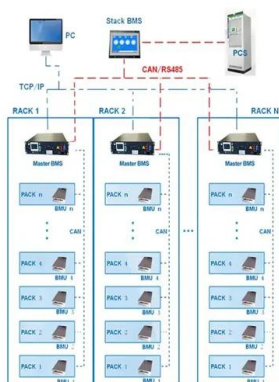 Stack BMS
PC
PCS
CAN/RS485
TCP/IP
RACK 1
RACK 2
RACK N
Master BMS
Master BMS
Master BMS
PACK n
BMU n
PACK n
BMU n
PACK n
BMU n
CAN
CAN
CAN
PACK 4
BMU 4
PACK 4
BMU 4
PACK 4
BMU 4
PACK 3
BMU 3
PACK 3
BMU 3
PACK 3
BMU 3
PACK 2
BMU 2
PACK 2
BMU 2
PACK 2
BMU 2
PACK 1
PACK 1
PACK 1